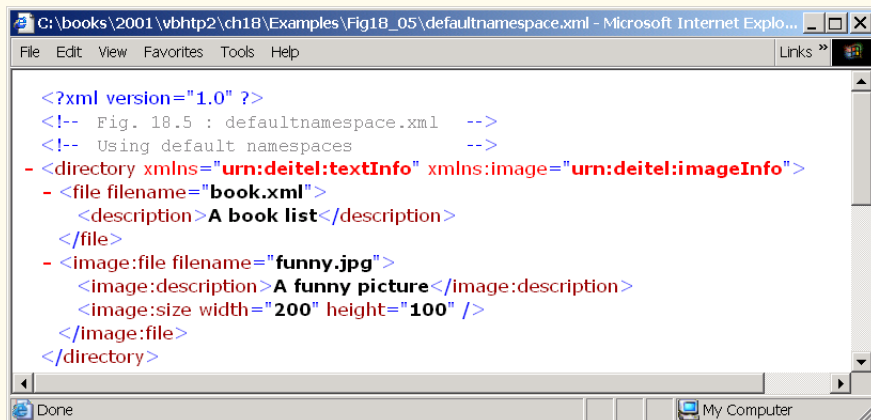 C:\books\2001\vbhtp2\ch18\Examples\Fig18_05\defaultnamespace.xml - Microsoft Internet Explo...
File Edit View Favorites Tools Help Links »
<?xml version="1.0" ?>
<!-- Fig. 18.5 : defaultnamespace.xml -->
<!-- Using default namespaces -->
- <directory xmlns="urn:deitel:textInfo" xmlns:image="urn:deitel:imageInfo">
- <file filename="book.xml">
<description>A book list</description>
</file>
- <image:file filename="funny.jpg">
<image:description>A funny picture</image:description>
<image:size width="200" height="100" />
</image:file>
</directory>
Done My Computer